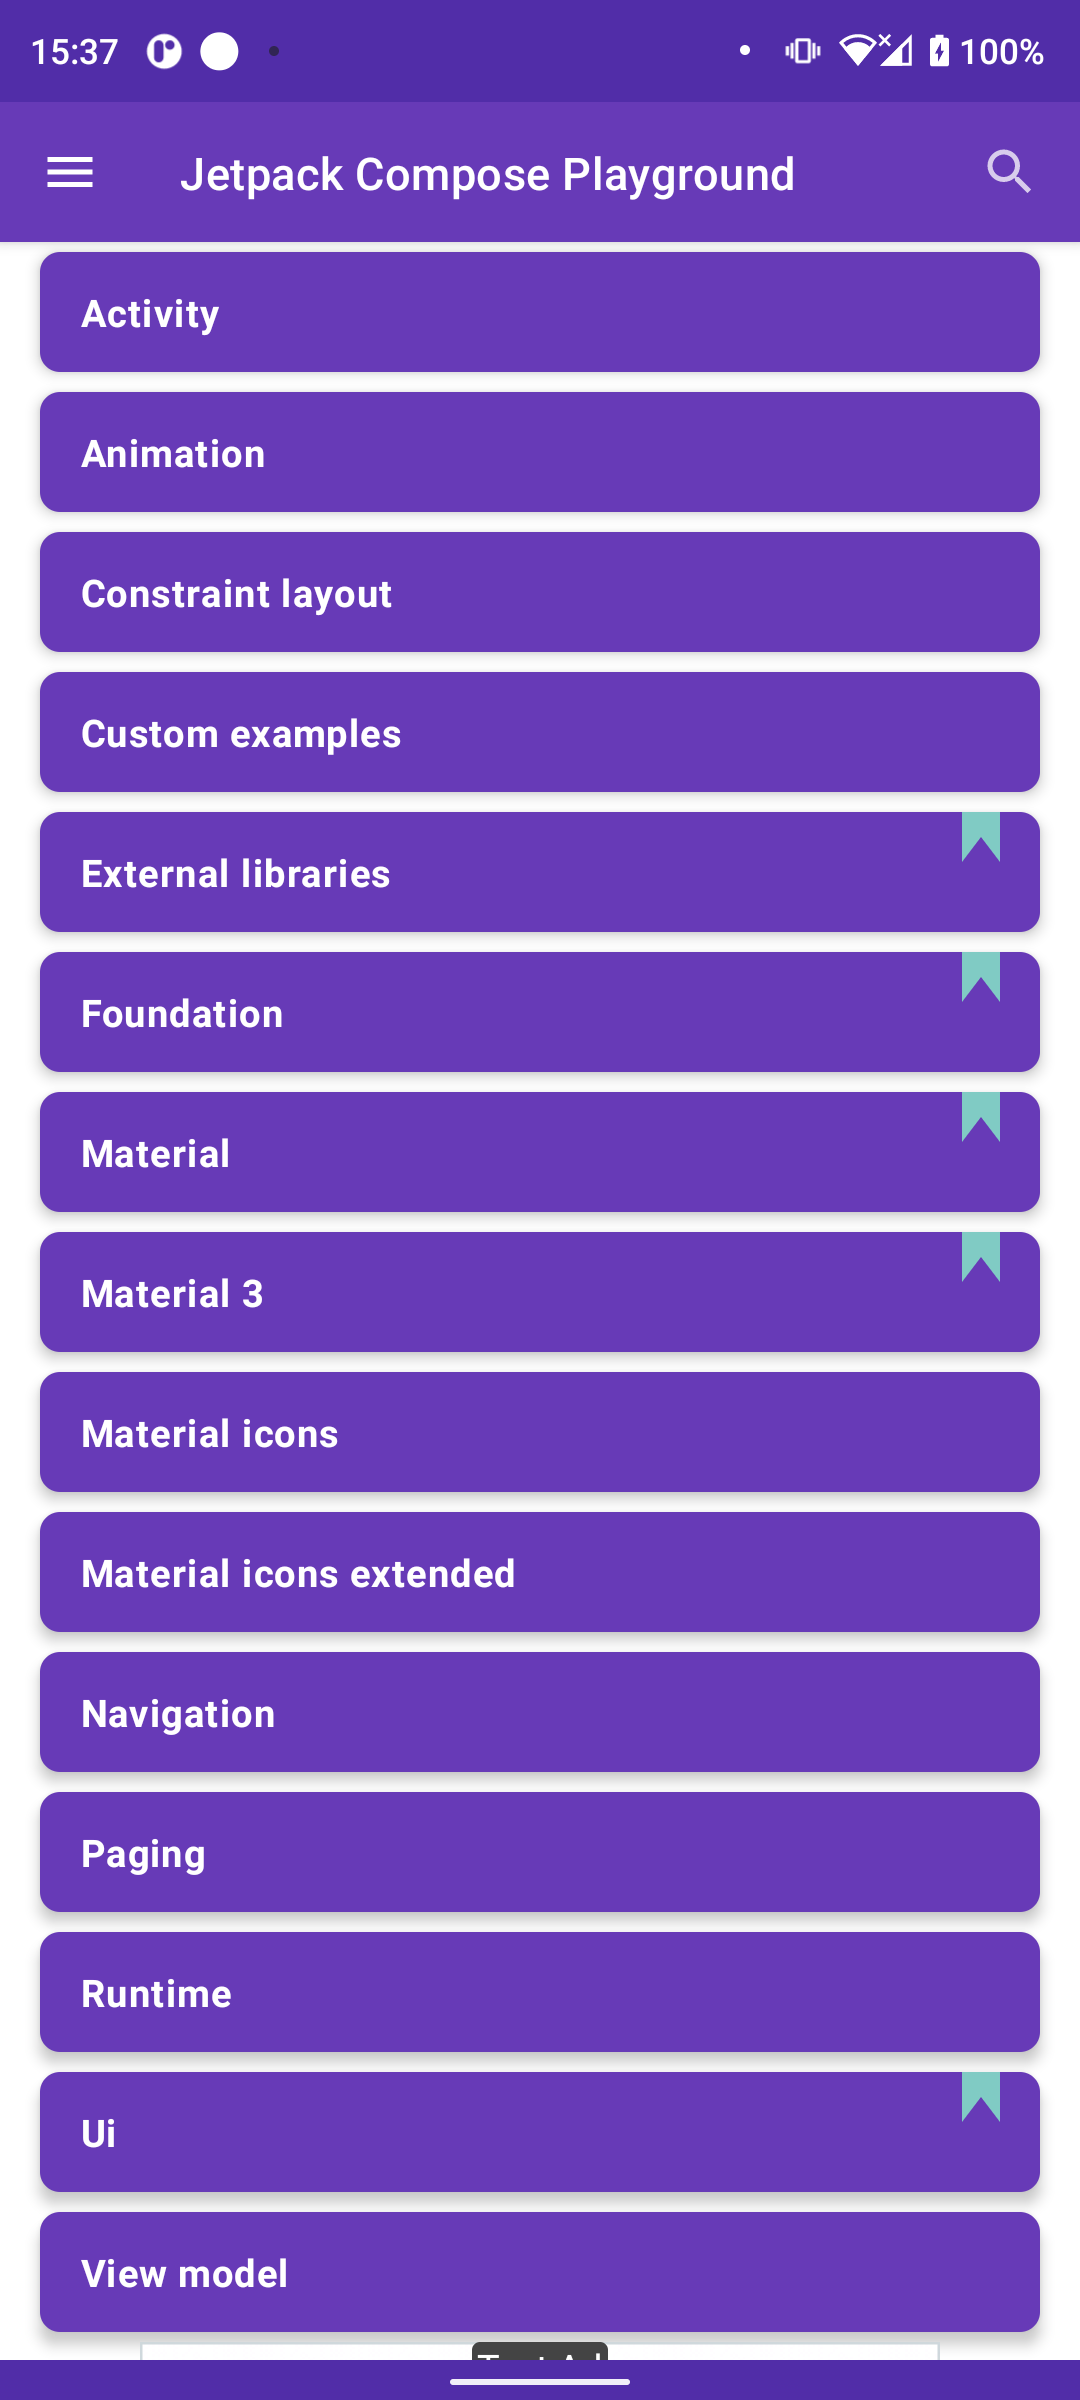 15:37
100%
Jetpack Compose Playground
Activity
Animation
Constraint layout
Custom examples
External libraries
Foundation
Material
Material 3
Material icons
Material icons extended
Navigation
Paging
Runtime
Ui
View model